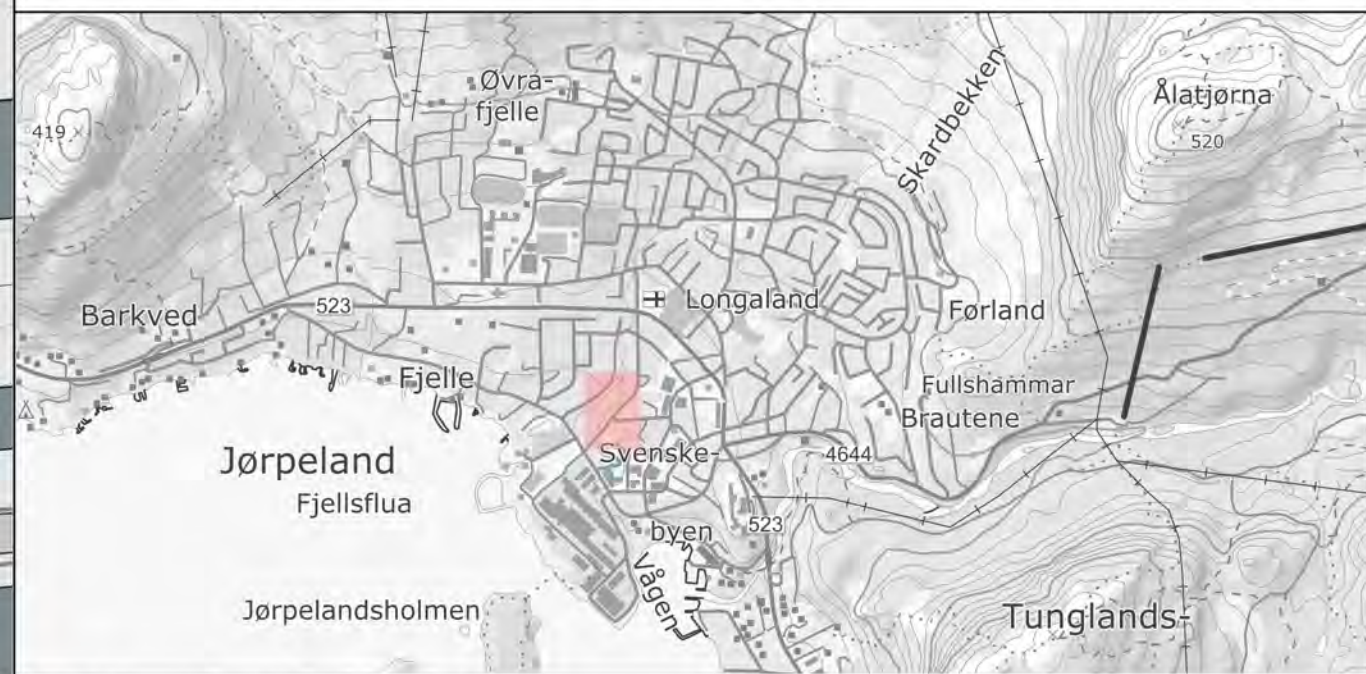 Øvra-
fjelle
Skardbekken
Ålatjørna
520
419
Barkved
523
Longaland
Førland
Fjelle
Fullshammar
Brautene
Jørpeland
Fjellsflua
Svenske-
byen
4644
523
Vågen
Jørpelandsholmen
Tunglands-